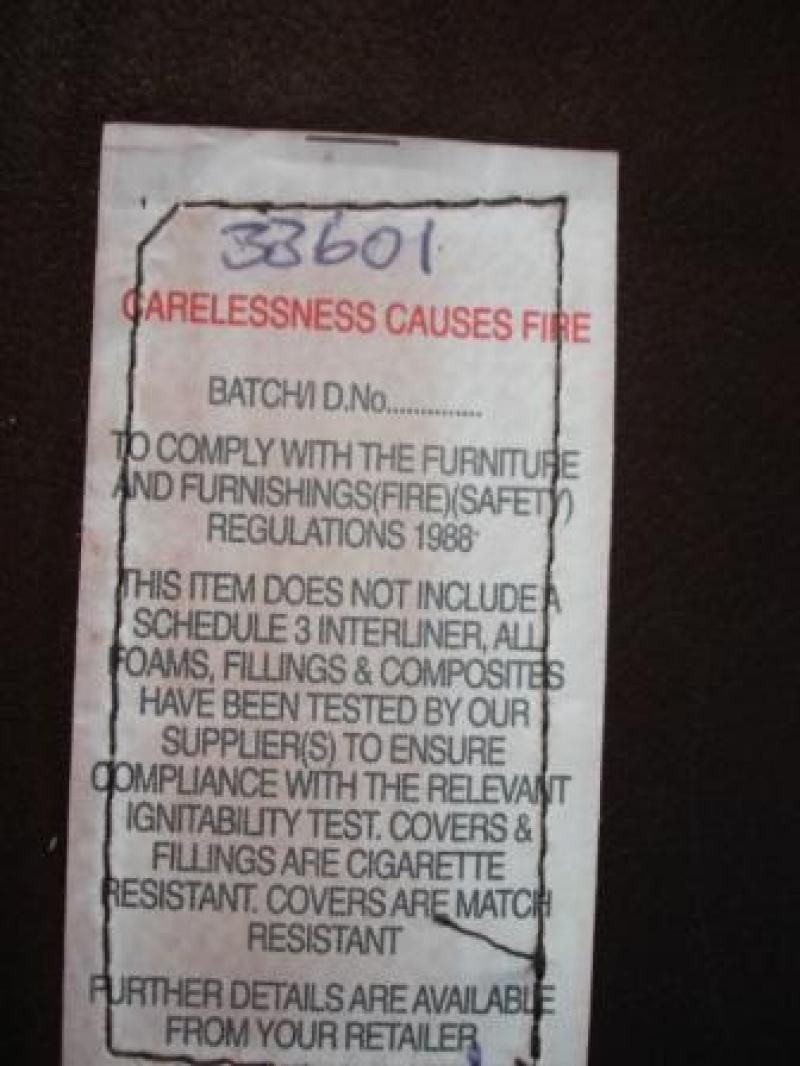 33601
CARELESSNESS CAUSES FIRE
BATCH/I D.No..............
TO COMPLY WITH THE FURNITURE
AND FURNISHINGS(FIRE)(SAFETY)
REGULATIONS 1988
THIS ITEM DOES NOT INCLUDE A
SCHEDULE 3 INTERLINER, ALL
FOAMS, FILLINGS & COMPOSITES
HAVE BEEN TESTED BY OUR
SUPPLIER(S) TO ENSURE
COMPLIANCE WITH THE RELEVANT
IGNITABILITY TEST. COVERS &
FILLINGS ARE CIGARETTE
RESISTANT. COVERS ARE MATCH
RESISTANT
FURTHER DETAILS ARE AVAILABLE
FROM YOUR RETAILER